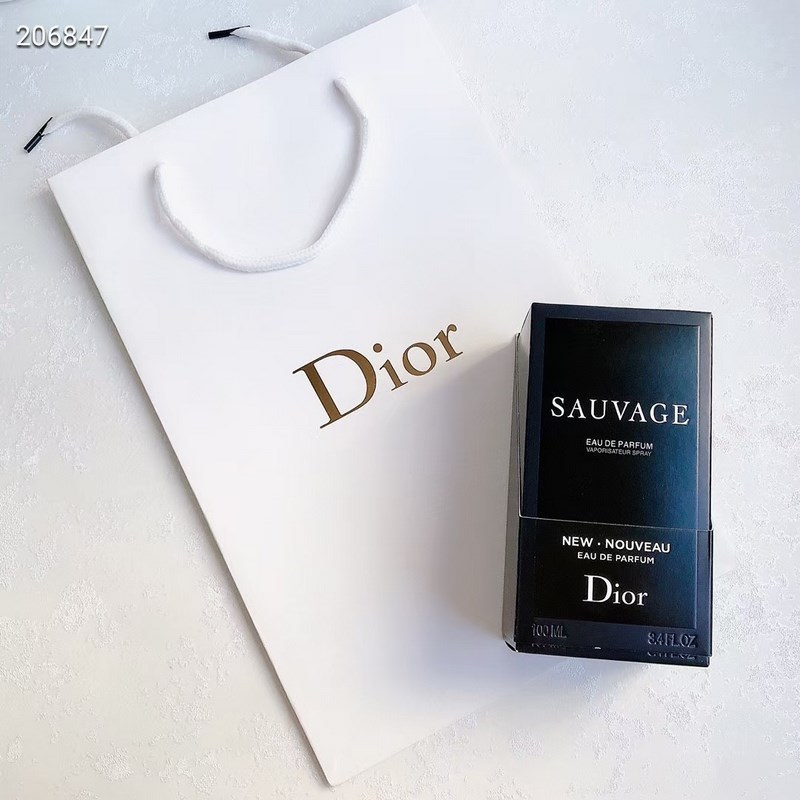 206847
Dior
SAUVAGE
EAU DE PARFUM
VAPORISATEUR SPRAY
NEW · NOUVEAU
EAU DE PARFUM
Dior
100 ML 3.4 FL.OZ